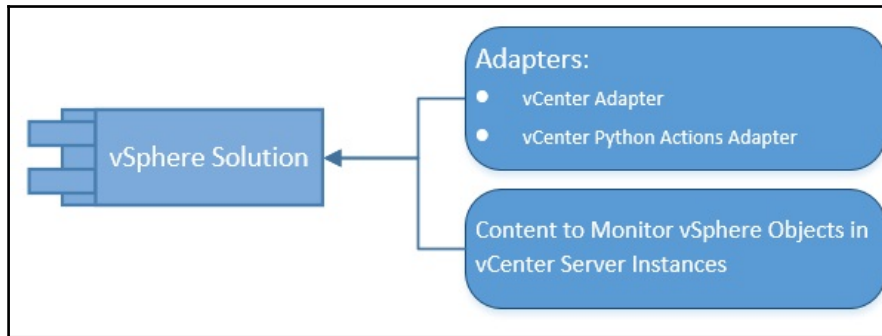 vSphere Solution
Adapters:
vCenter Adapter
vCenter Python Actions Adapter
Content to Monitor vSphere Objects in
vCenter Server Instances